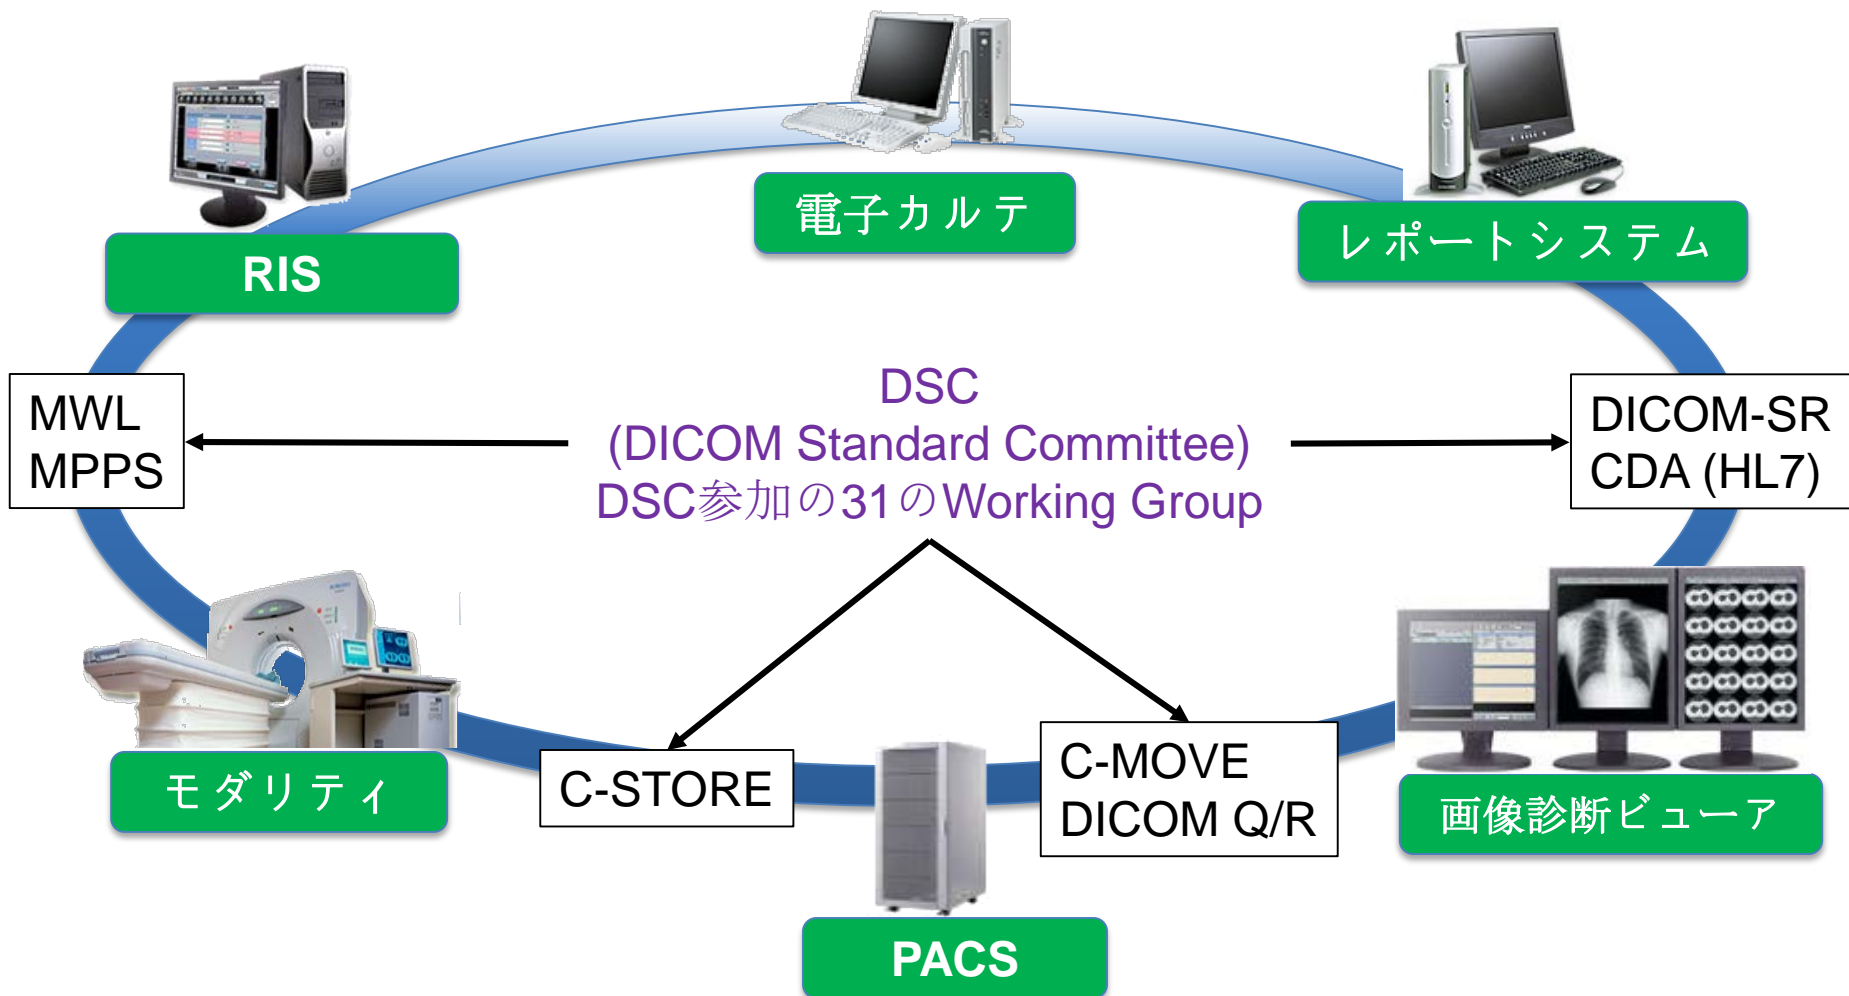 電子カルテ
レポートシステム
RIS
MWL
MPPS
DSC
(DICOM Standard Committee)
DSC参加の31のWorking Group
DICOM-SR
CDA (HL7)
モダリティ
C-STORE
C-MOVE
DICOM Q/R
画像診断ビューア
PACS